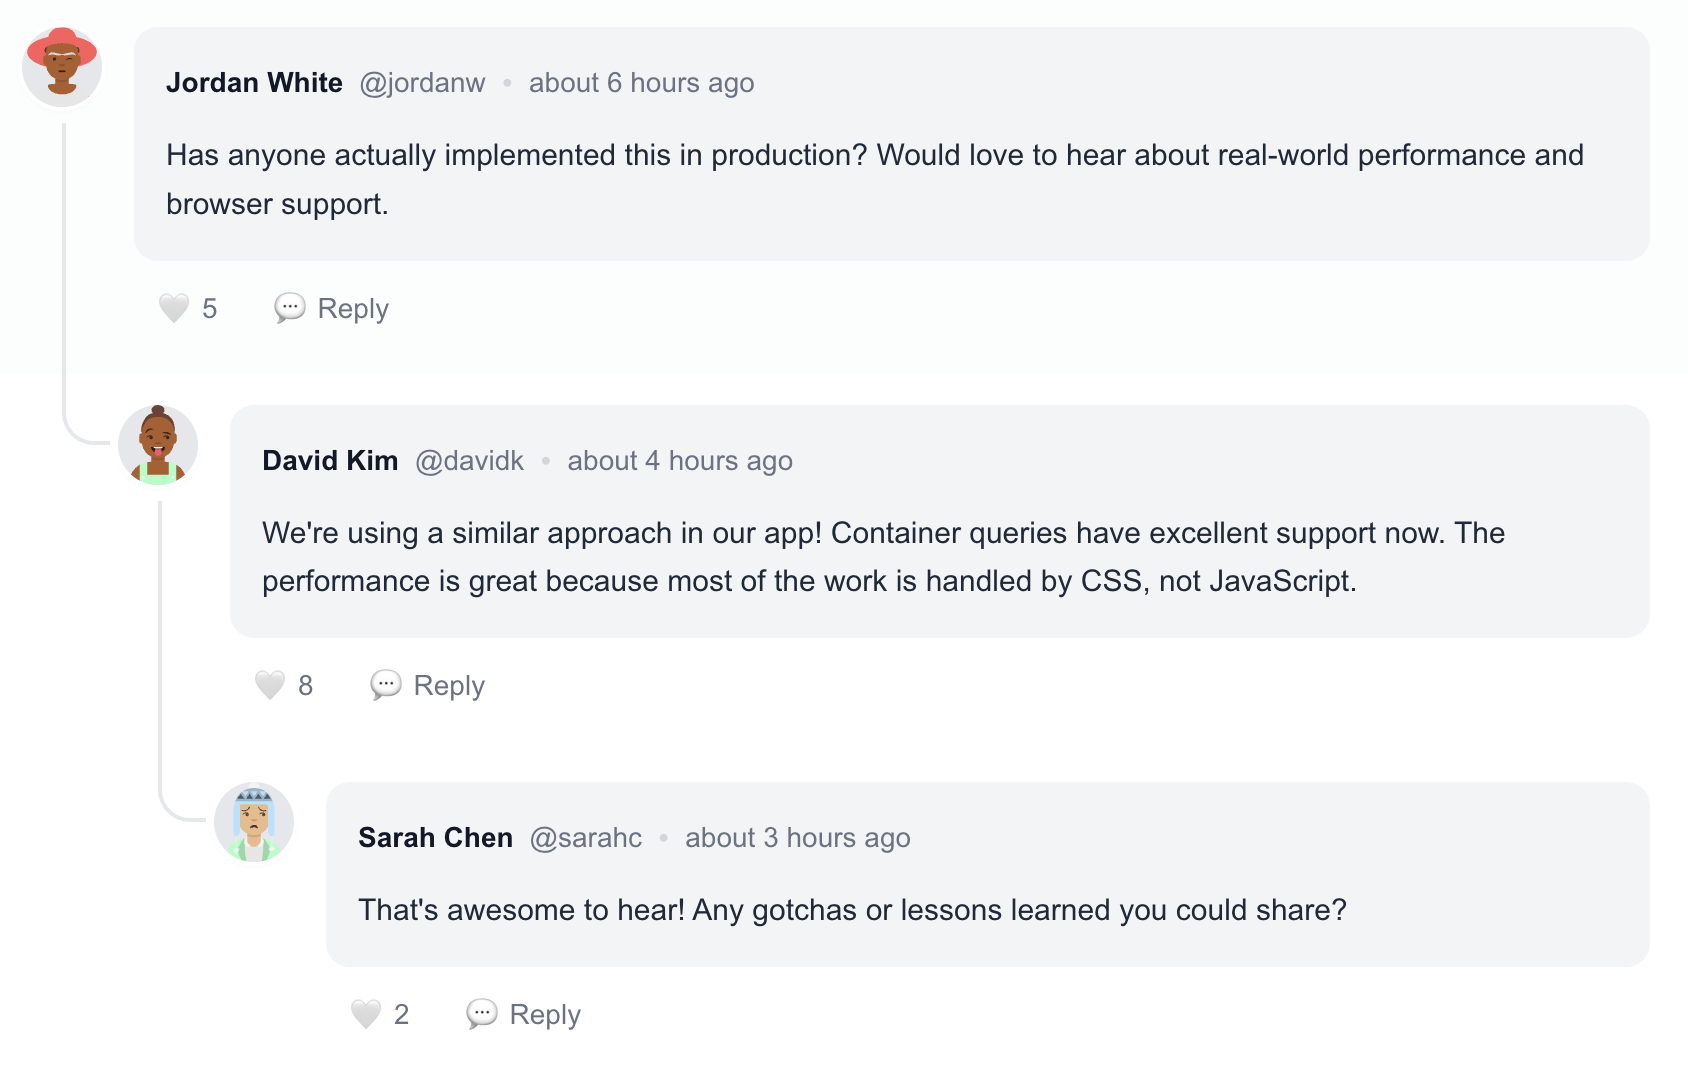 Jordan White @jordanw • about 6 hours ago
Has anyone actually implemented this in production? Would love to hear about real-world performance and
browser support.
5 Reply
David Kim @davidk • about 4 hours ago
We're using a similar approach in our app! Container queries have excellent support now. The
performance is great because most of the work is handled by CSS, not JavaScript.
8 Reply
Sarah Chen @sarahc • about 3 hours ago
That's awesome to hear! Any gotchas or lessons learned you could share?
2 Reply